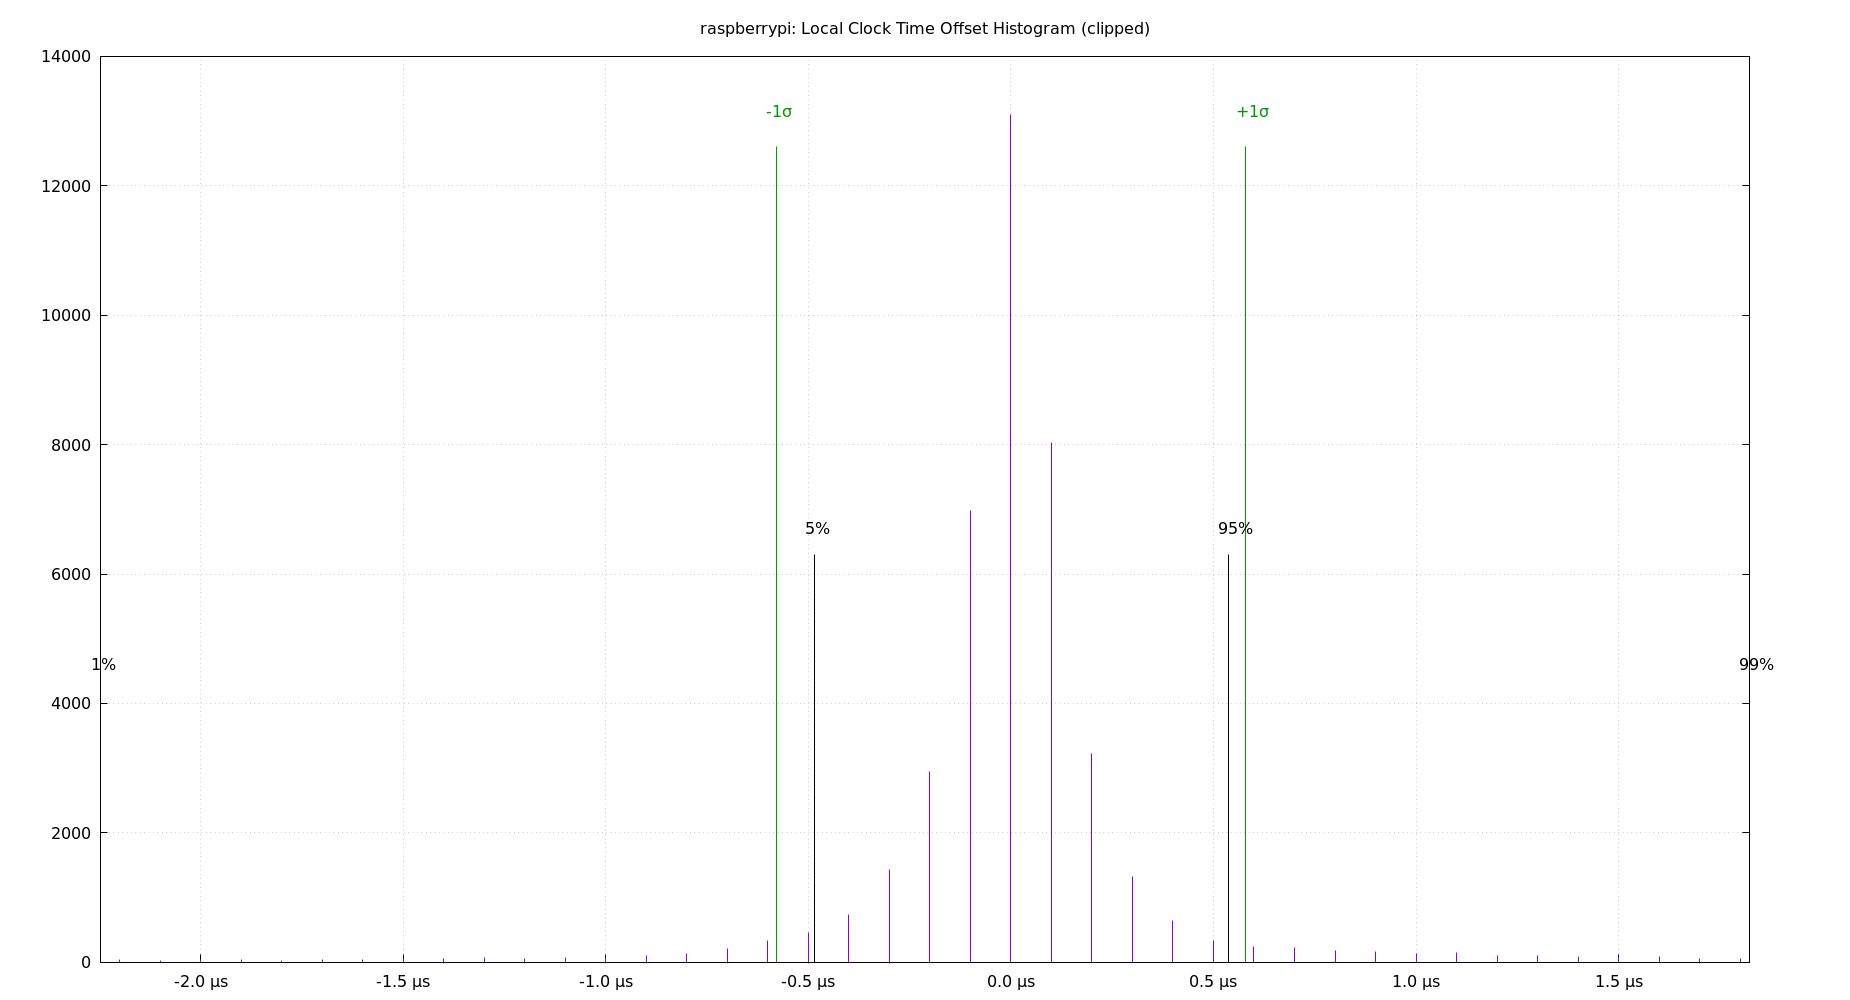 raspberrypi: Local Clock Time Offset Histogram (clipped)
14000
-1σ
+1σ
12000
10000
8000
5%
95%
6000
1%
99%
4000
2000
0
-2.0 µs
-1.5 µs
-1.0 µs
-0.5 µs
0.0 µs
0.5 µs
1.0 µs
1.5 µs